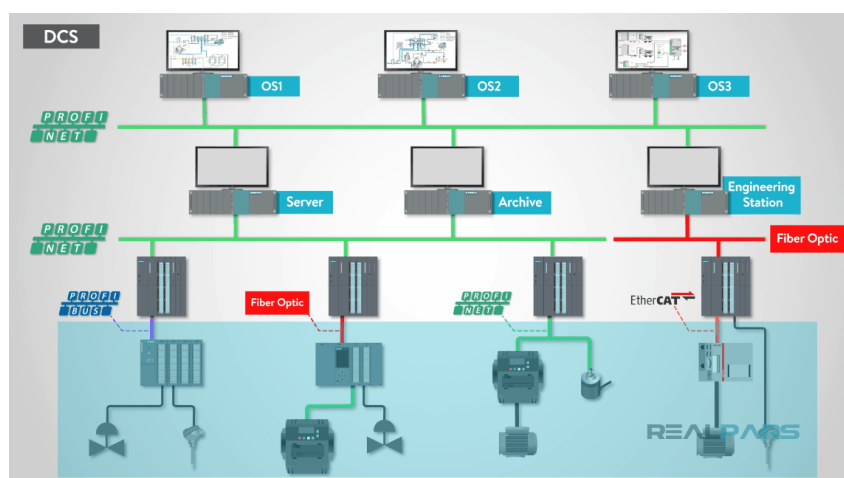 DCS
OS1
OS2
OS3
PROFI
NET
Server
Archive
Engineering
Station
PROFI
NET
Fiber Optic
PROFI
BUS
Fiber Optic
PROFI
NET
EtherCAT
REALPARS